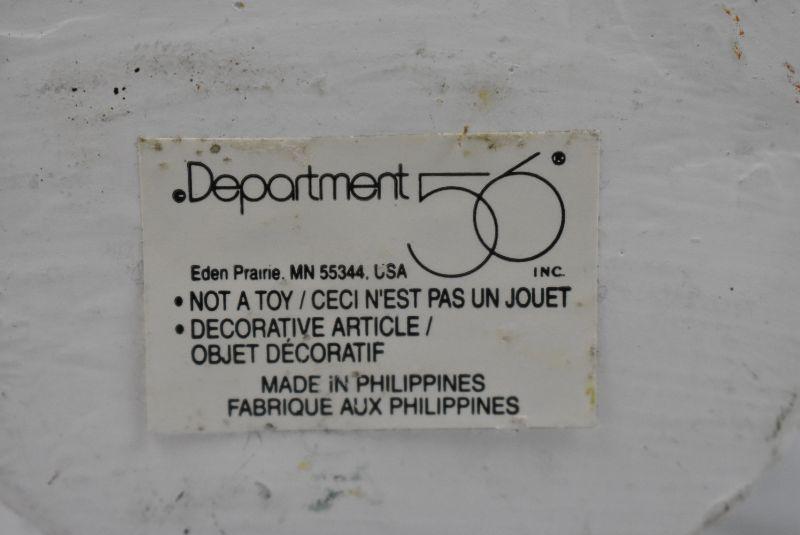 ©Department 56®
INC.
Eden Prairie, MN 55344, USA
• NOT A TOY / CECI N'EST PAS UN JOUET
• DECORATIVE ARTICLE /
OBJET DÉCORATIF
MADE IN PHILIPPINES
FABRIQUE AUX PHILIPPINES